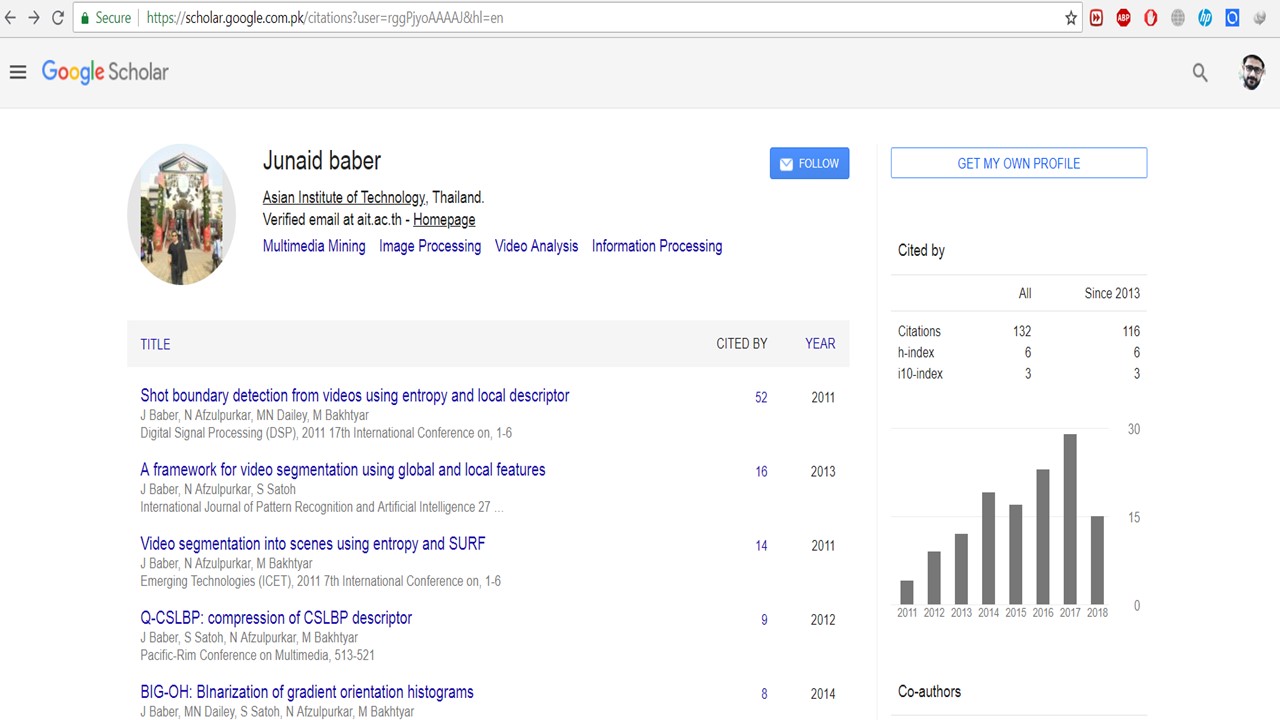 Secure https://scholar.google.com.pk/citations?user=rggPjyoAAAAJ&hl=en
ABP
hp
Google Scholar
Junaid baber
FOLLOW
Asian Institute of Technology, Thailand.
Verified email at ait.ac.th - Homepage
Multimedia Mining Image Processing Video Analysis Information Processing
TITLE CITED BY YEAR
Shot boundary detection from videos using entropy and local descriptor 52 2011
J Baber, N Afzulpurkar, MN Dailey, M Bakhtyar
Digital Signal Processing (DSP), 2011 17th International Conference on, 1-6
A framework for video segmentation using global and local features 16 2013
J Baber, N Afzulpurkar, S Satoh
International Journal of Pattern Recognition and Artificial Intelligence 27 ...
Video segmentation into scenes using entropy and SURF 14 2011
J Baber, N Afzulpurkar, M Bakhtyar
Emerging Technologies (ICET), 2011 7th International Conference on, 1-6
Q-CSLBP: compression of CSLBP descriptor 9 2012
J Baber, S Satoh, N Afzulpurkar, M Bakhtyar
Pacific-Rim Conference on Multimedia, 513-521
BIG-OH: BInarization of gradient orientation histograms 8 2014
J Baber, MN Dailey, S Satoh, N Afzulpurkar, M Bakhtyar
GET MY OWN PROFILE
Cited by
All Since 2013
Citations 132 116
h-index 6 6
i10-index 3 3
30
15
0
2011 2012 2013 2014 2015 2016 2017 2018
Co-authors